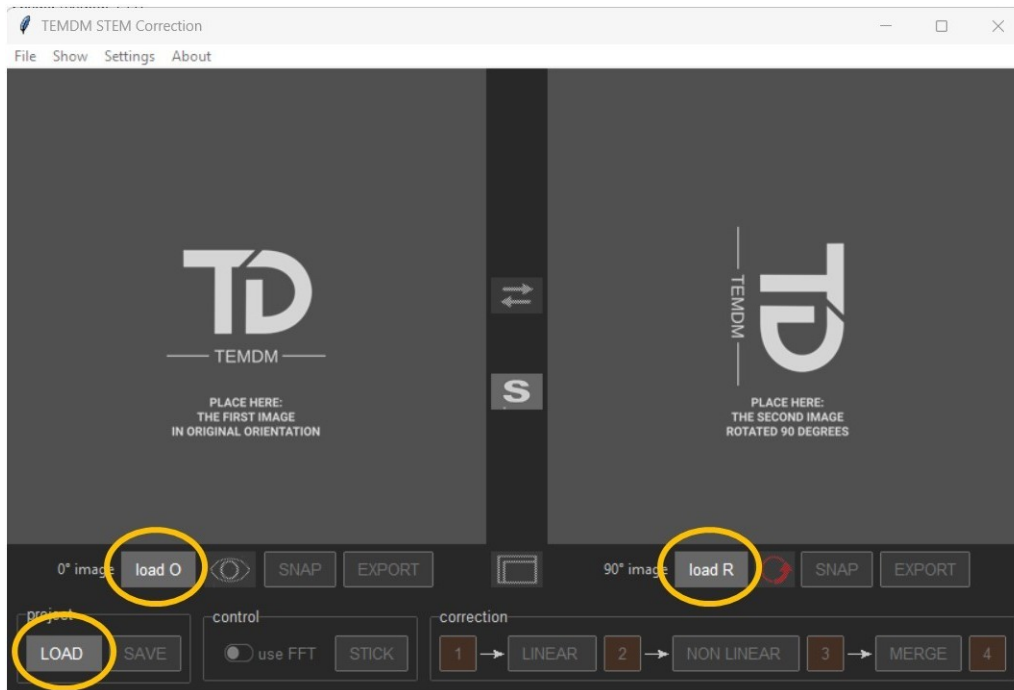 TEMDM STEM Correction
File Show Settings About
TD
TEMDM
PLACE HERE:
THE FIRST IMAGE
IN ORIGINAL ORIENTATION
S
TD
TEMDM
PLACE HERE:
THE SECOND IMAGE
ROTATED 90 DEGREES
0° image load O SNAP EXPORT
90° image load R SNAP EXPORT
project control correction
LOAD SAVE use FFT STICK 1 LINEAR 2 NON LINEAR 3 MERGE 4